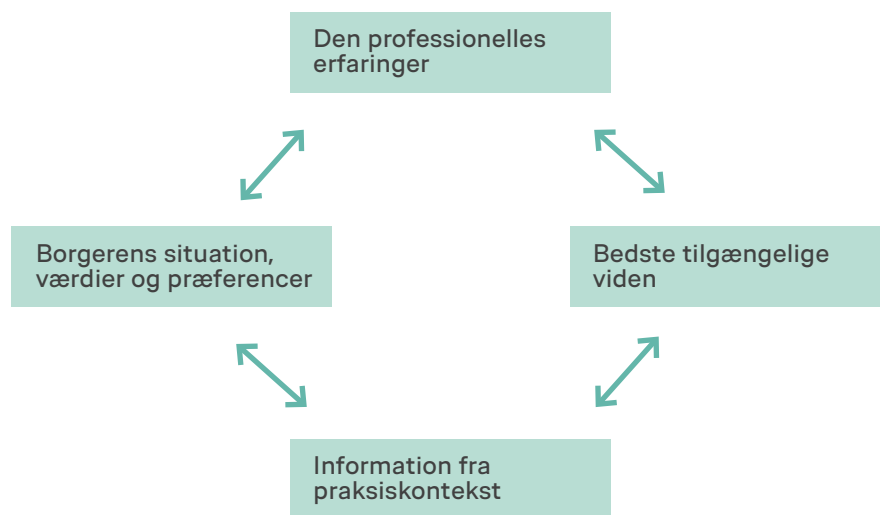 Den professionelles
erfaringer
Borgerens situation,
værdier og præferencer
Bedste tilgængelige
viden
Information fra
praksiskontekst